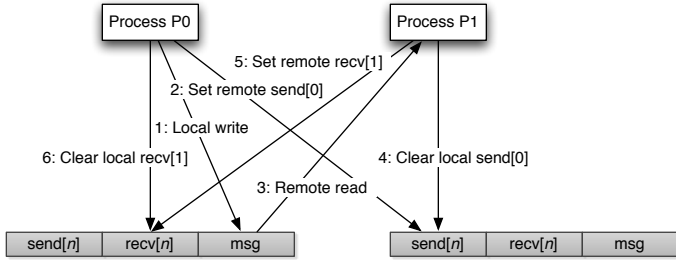 Process P0
Process P1
5: Set remote recv[1]
2: Set remote send[0]
1: Local write
6: Clear local recv[1]
4: Clear local send[0]
3: Remote read
send[n] recv[n] msg
send[n] recv[n] msg